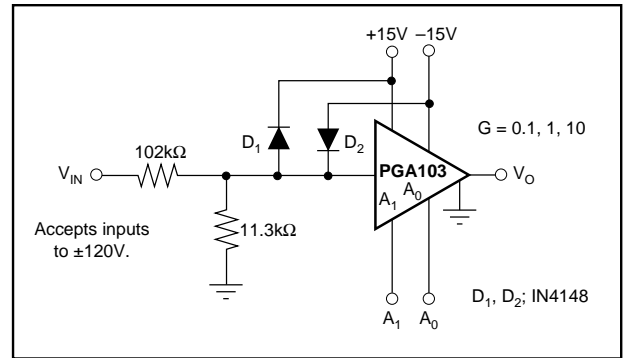 +15V –15V
G = 0.1, 1, 10
D1 D2
102kΩ
VIN
PGA103
VO
A1 A0
11.3kΩ
Accepts inputs
to ±120V.
D1, D2; IN4148
A1 A0